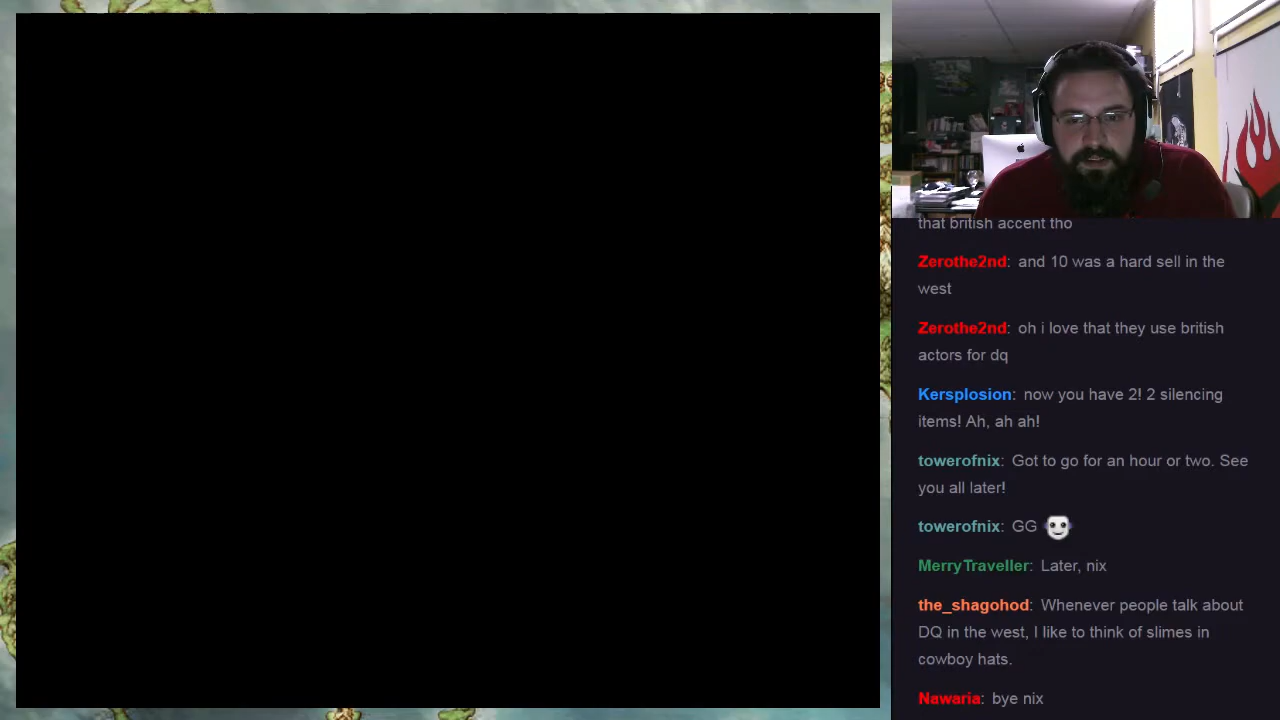 that british accent tho
Zerothe2nd: and 10 was a hard sell in the
west
Zerothe2nd: oh i love that they use british
actors for dq
Kersplosion: now you have 2! 2 silencing
items! Ah, ah ah!
towerofnix: Got to go for an hour or two. See
you all later!
towerofnix: GG
MerryTraveller: Later, nix
the_shagohod: Whenever people talk about
DQ in the west, I like to think of slimes in
cowboy hats.
Nawaria: bye nix